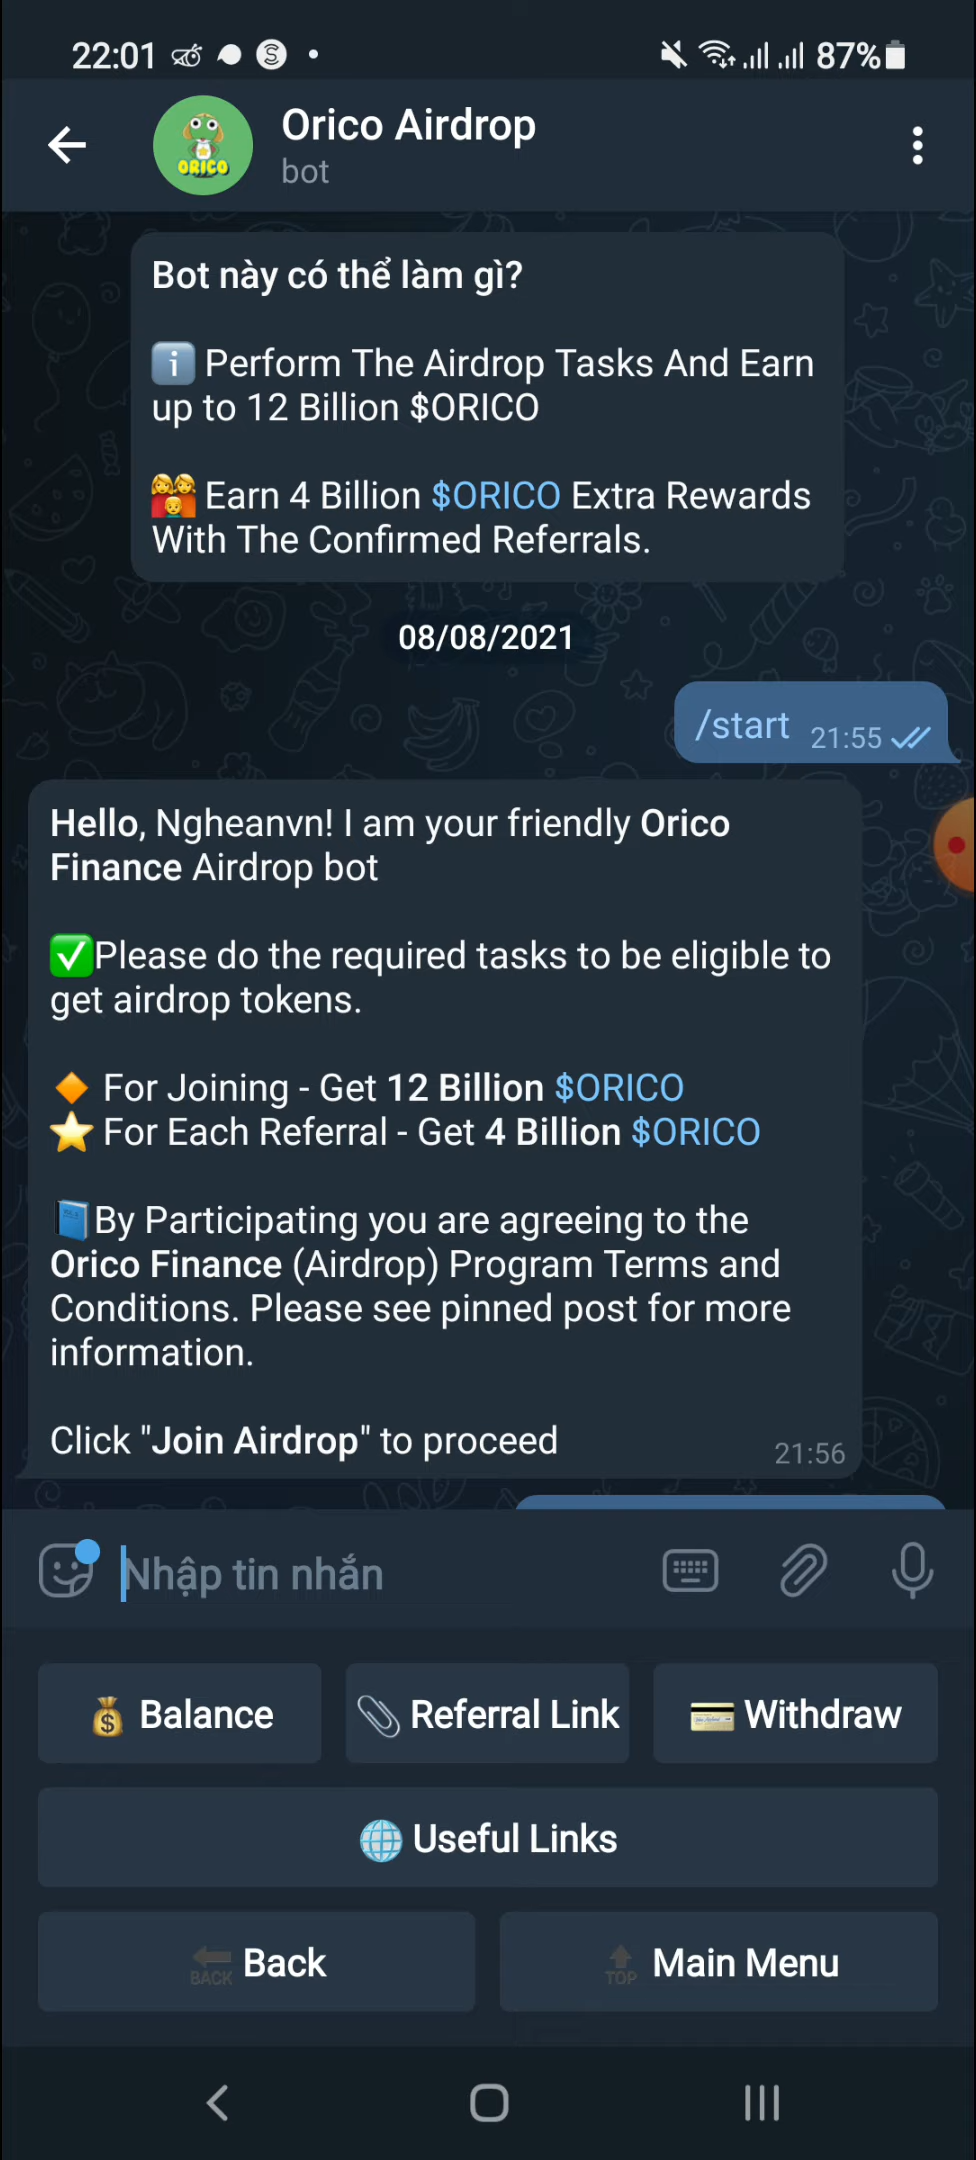 22:01
87%
Orico Airdrop
bot
ORICO
Bot này có thể làm gì?
Perform The Airdrop Tasks And Earn
up to 12 Billion $ORICO
Earn 4 Billion $ORICO Extra Rewards
With The Confirmed Referrals.
08/08/2021
/start 21:55
Hello, Ngheanvn! I am your friendly Orico
Finance Airdrop bot
Please do the required tasks to be eligible to
get airdrop tokens.
For Joining - Get 12 Billion $ORICO
For Each Referral - Get 4 Billion $ORICO
By Participating you are agreeing to the
Orico Finance (Airdrop) Program Terms and
Conditions. Please see pinned post for more
information.
Click "Join Airdrop" to proceed
21:56
Nhập tin nhắn
Balance
Referral Link
Withdraw
Useful Links
BACK Back
TOP Main Menu